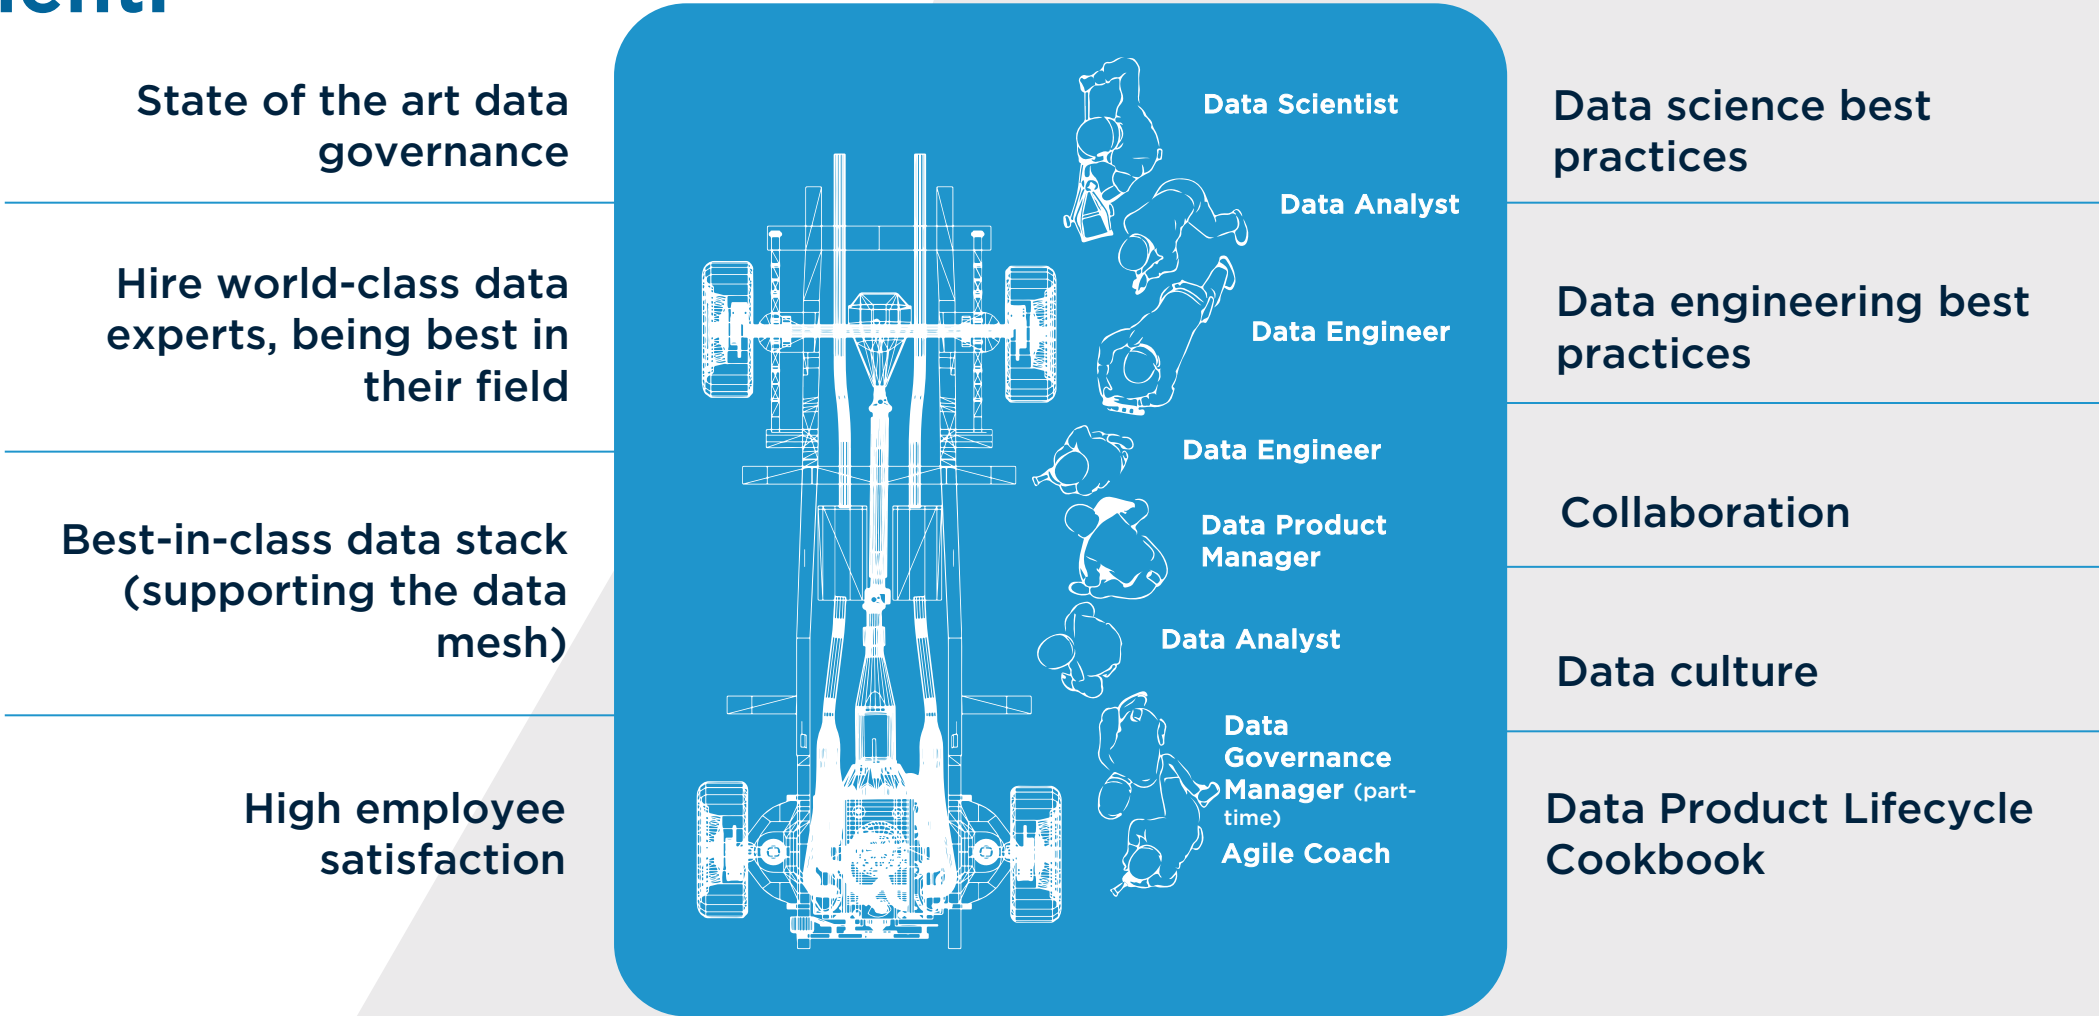 State of the art data
governance
Hire world-class data
experts, being best in
their field
Best-in-class data stack
(supporting the data
mesh)
High employee
satisfaction
Data Scientist
Data Analyst
Data Engineer
Data Engineer
Data Product
Manager
Data Analyst
Data
Governance
Manager (part-
time)
Agile Coach
Data science best
practices
Data engineering best
practices
Collaboration
Data culture
Data Product Lifecycle
Cookbook